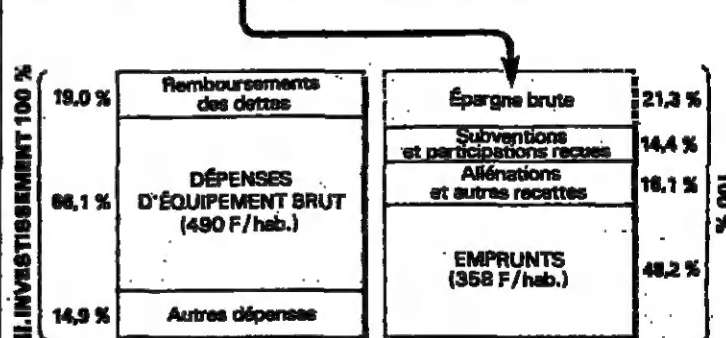 II. INVESTISSEMENT 100 %
19,0 %
Remboursements
des dettes
66,1 %
DÉPENSES
D'ÉQUIPEMENT BRUT
(490 F/hab.)
14,9 %
Autres dépenses
Épargne brute
21,3 %
Subventions
et participations reçues
14,4 %
Aliénations
et autres recettes
16,1 %
EMPRUNTS
(358 F/hab.)
48,2 %
100 %